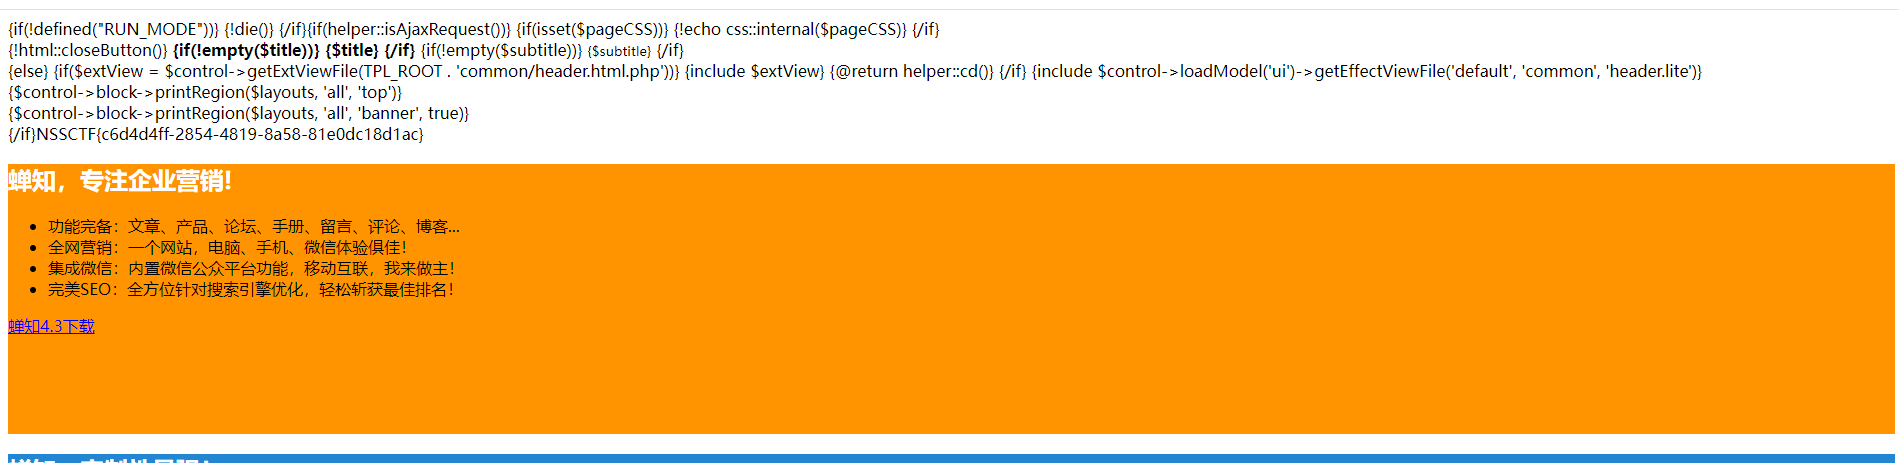 {if(!defined("RUN_MODE"))} {!die()} {/if}{if(helper::isAjaxRequest())} {if(isset($pageCSS))} {!echo css::internal($pageCSS)} {/if}
{!html::closeButton()} {if(!empty($title))} {$title} {/if} {if(!empty($subtitle))} {$subtitle} {/if}
{else} {if($extView = $control->getExtViewFile(TPL_ROOT . 'common/header.html.php'))} {include $extView} {@return helper::cd()} {/if} {include $control->loadModel('ui')->getEffectViewFile('default', 'common', 'header.lite')}
{$control->block->printRegion($layouts, 'all', 'top')}
{$control->block->printRegion($layouts, 'all', 'banner', true)}
{/if}NSSCTF{c6d4d4ff-2854-4819-8a58-81e0dc18d1ac}
蝉知，专注企业营销!
• 功能完备：文章、产品、论坛、手册、留言、评论、博客...
• 全网营销：一个网站，电脑、手机、微信体验俱佳！
• 集成微信：内置微信公众平台功能，移动互联，我来做主！
• 完美SEO：全方位针对搜索引擎优化，轻松斩获最佳排名！
蝉知4.3下载